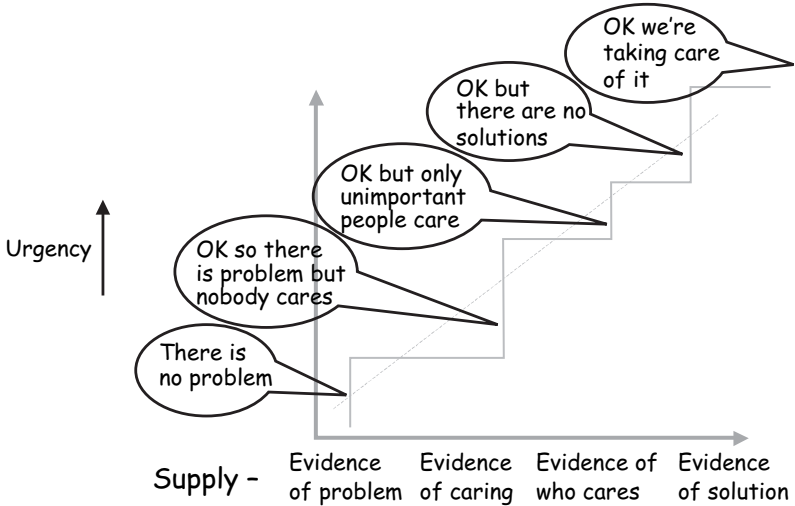 OK we're
taking care
of it
OK but
there are no
solutions
OK but only
unimportant
people care
OK so there
is problem but
nobody cares
There is
no problem
Urgency
Supply –
Evidence
of problem
Evidence
of caring
Evidence of
who cares
Evidence
of solution